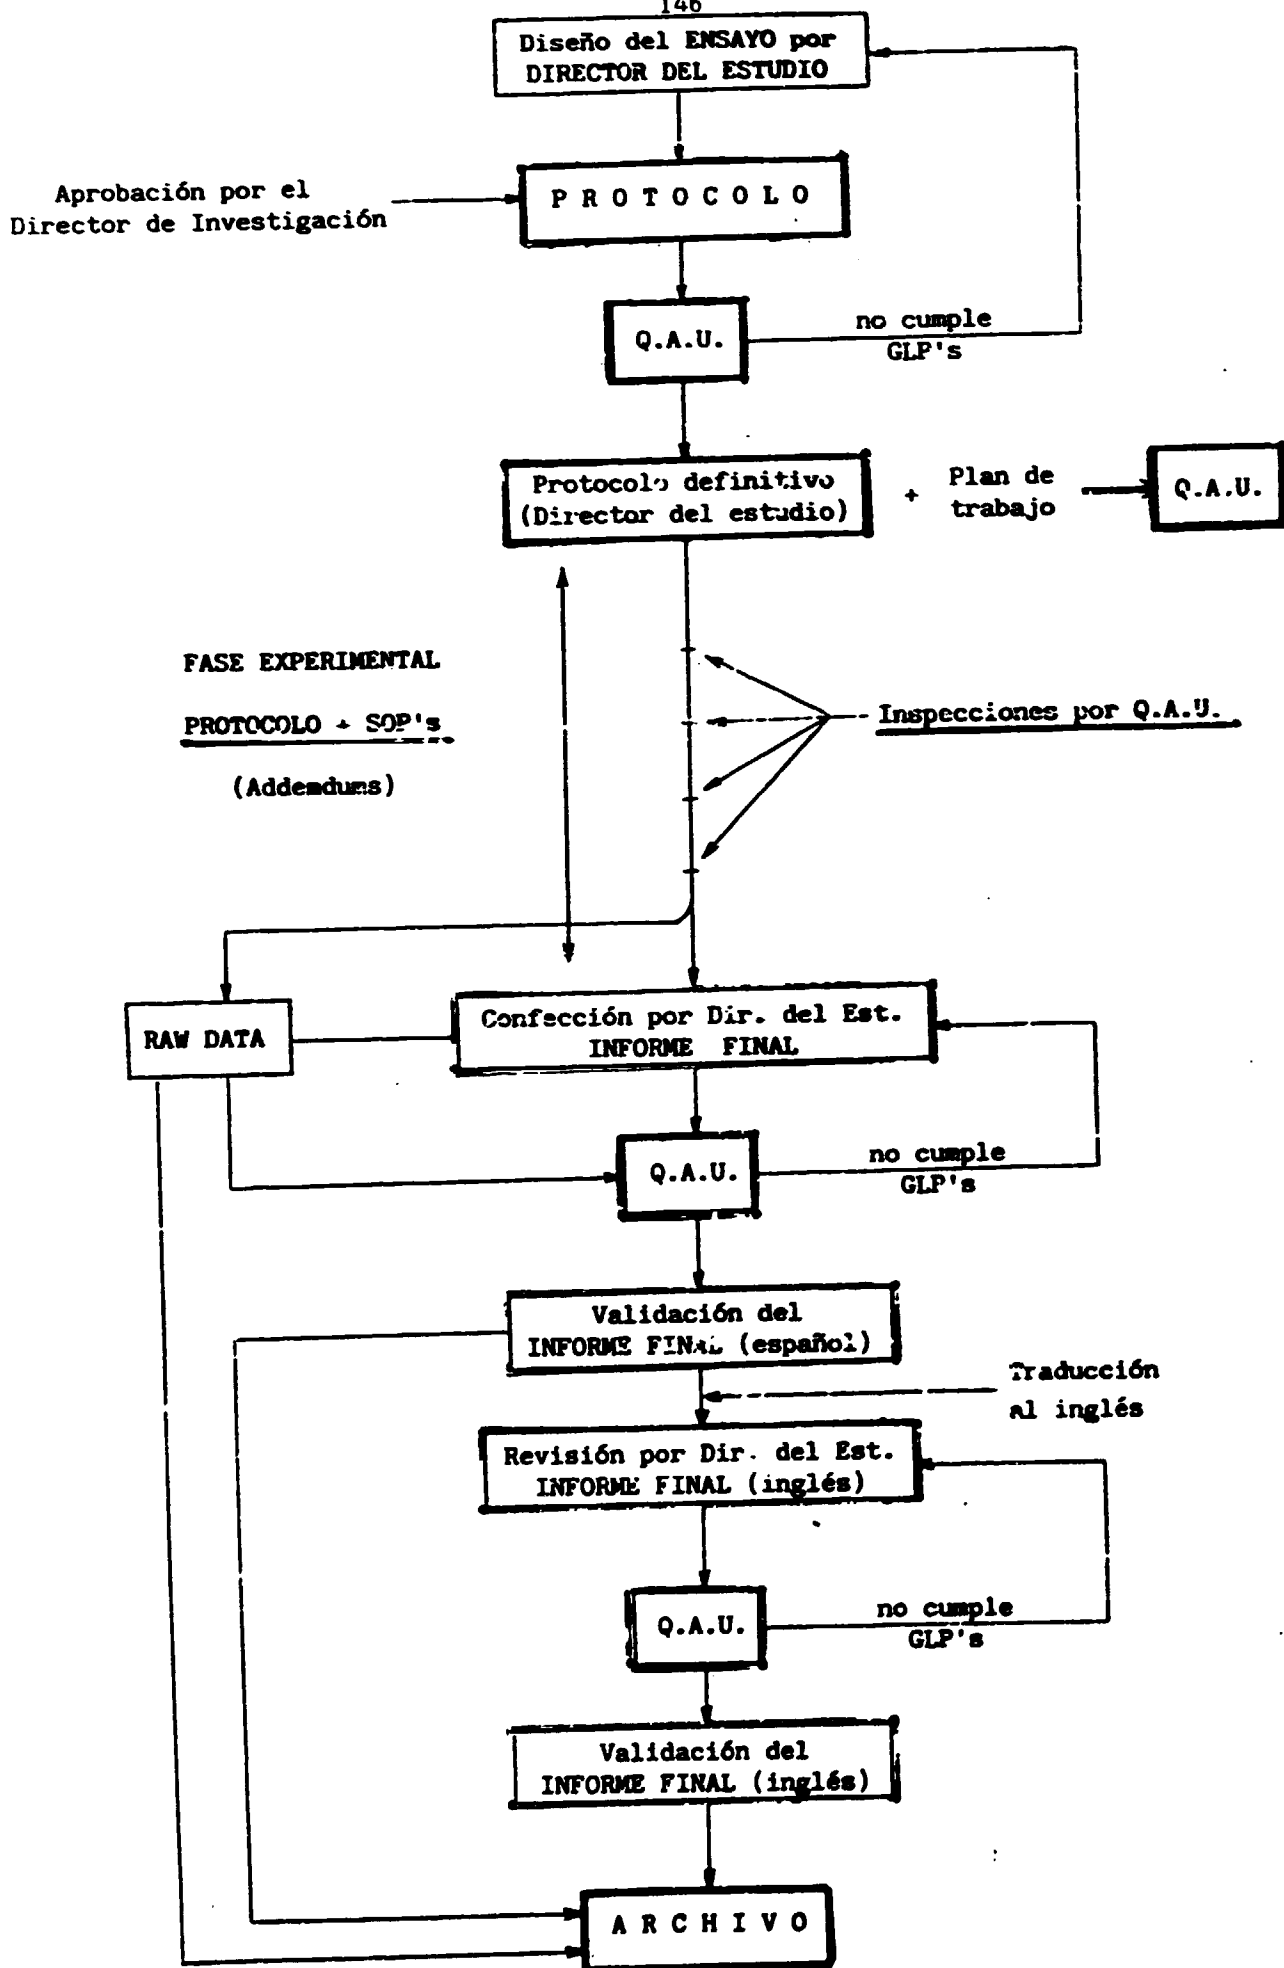 146
Diseño del ENSAYO por
DIRECTOR DEL ESTUDIO
Aprobación por el
Director de Investigación
P R O T O C O L O
Q.A.U.
no cumple
GLP's
Protocolo definitivo
(Director del estudio)
+
Plan de
trabajo
Q.A.U.
FASE EXPERIMENTAL
PROTOCOLO + SOP's
(Addemdums)
Inspecciones por Q.A.U.
RAW DATA
Confección por Dir. del Est.
INFORME FINAL
Q.A.U.
no cumple
GLP's
Validación del
INFORME FINAL (español)
Traducción
al inglés
Revisión por Dir. del Est.
INFORME FINAL (inglés)
Q.A.U.
no cumple
GLP's
Validación del
INFORME FINAL (inglés)
A R C H I V O